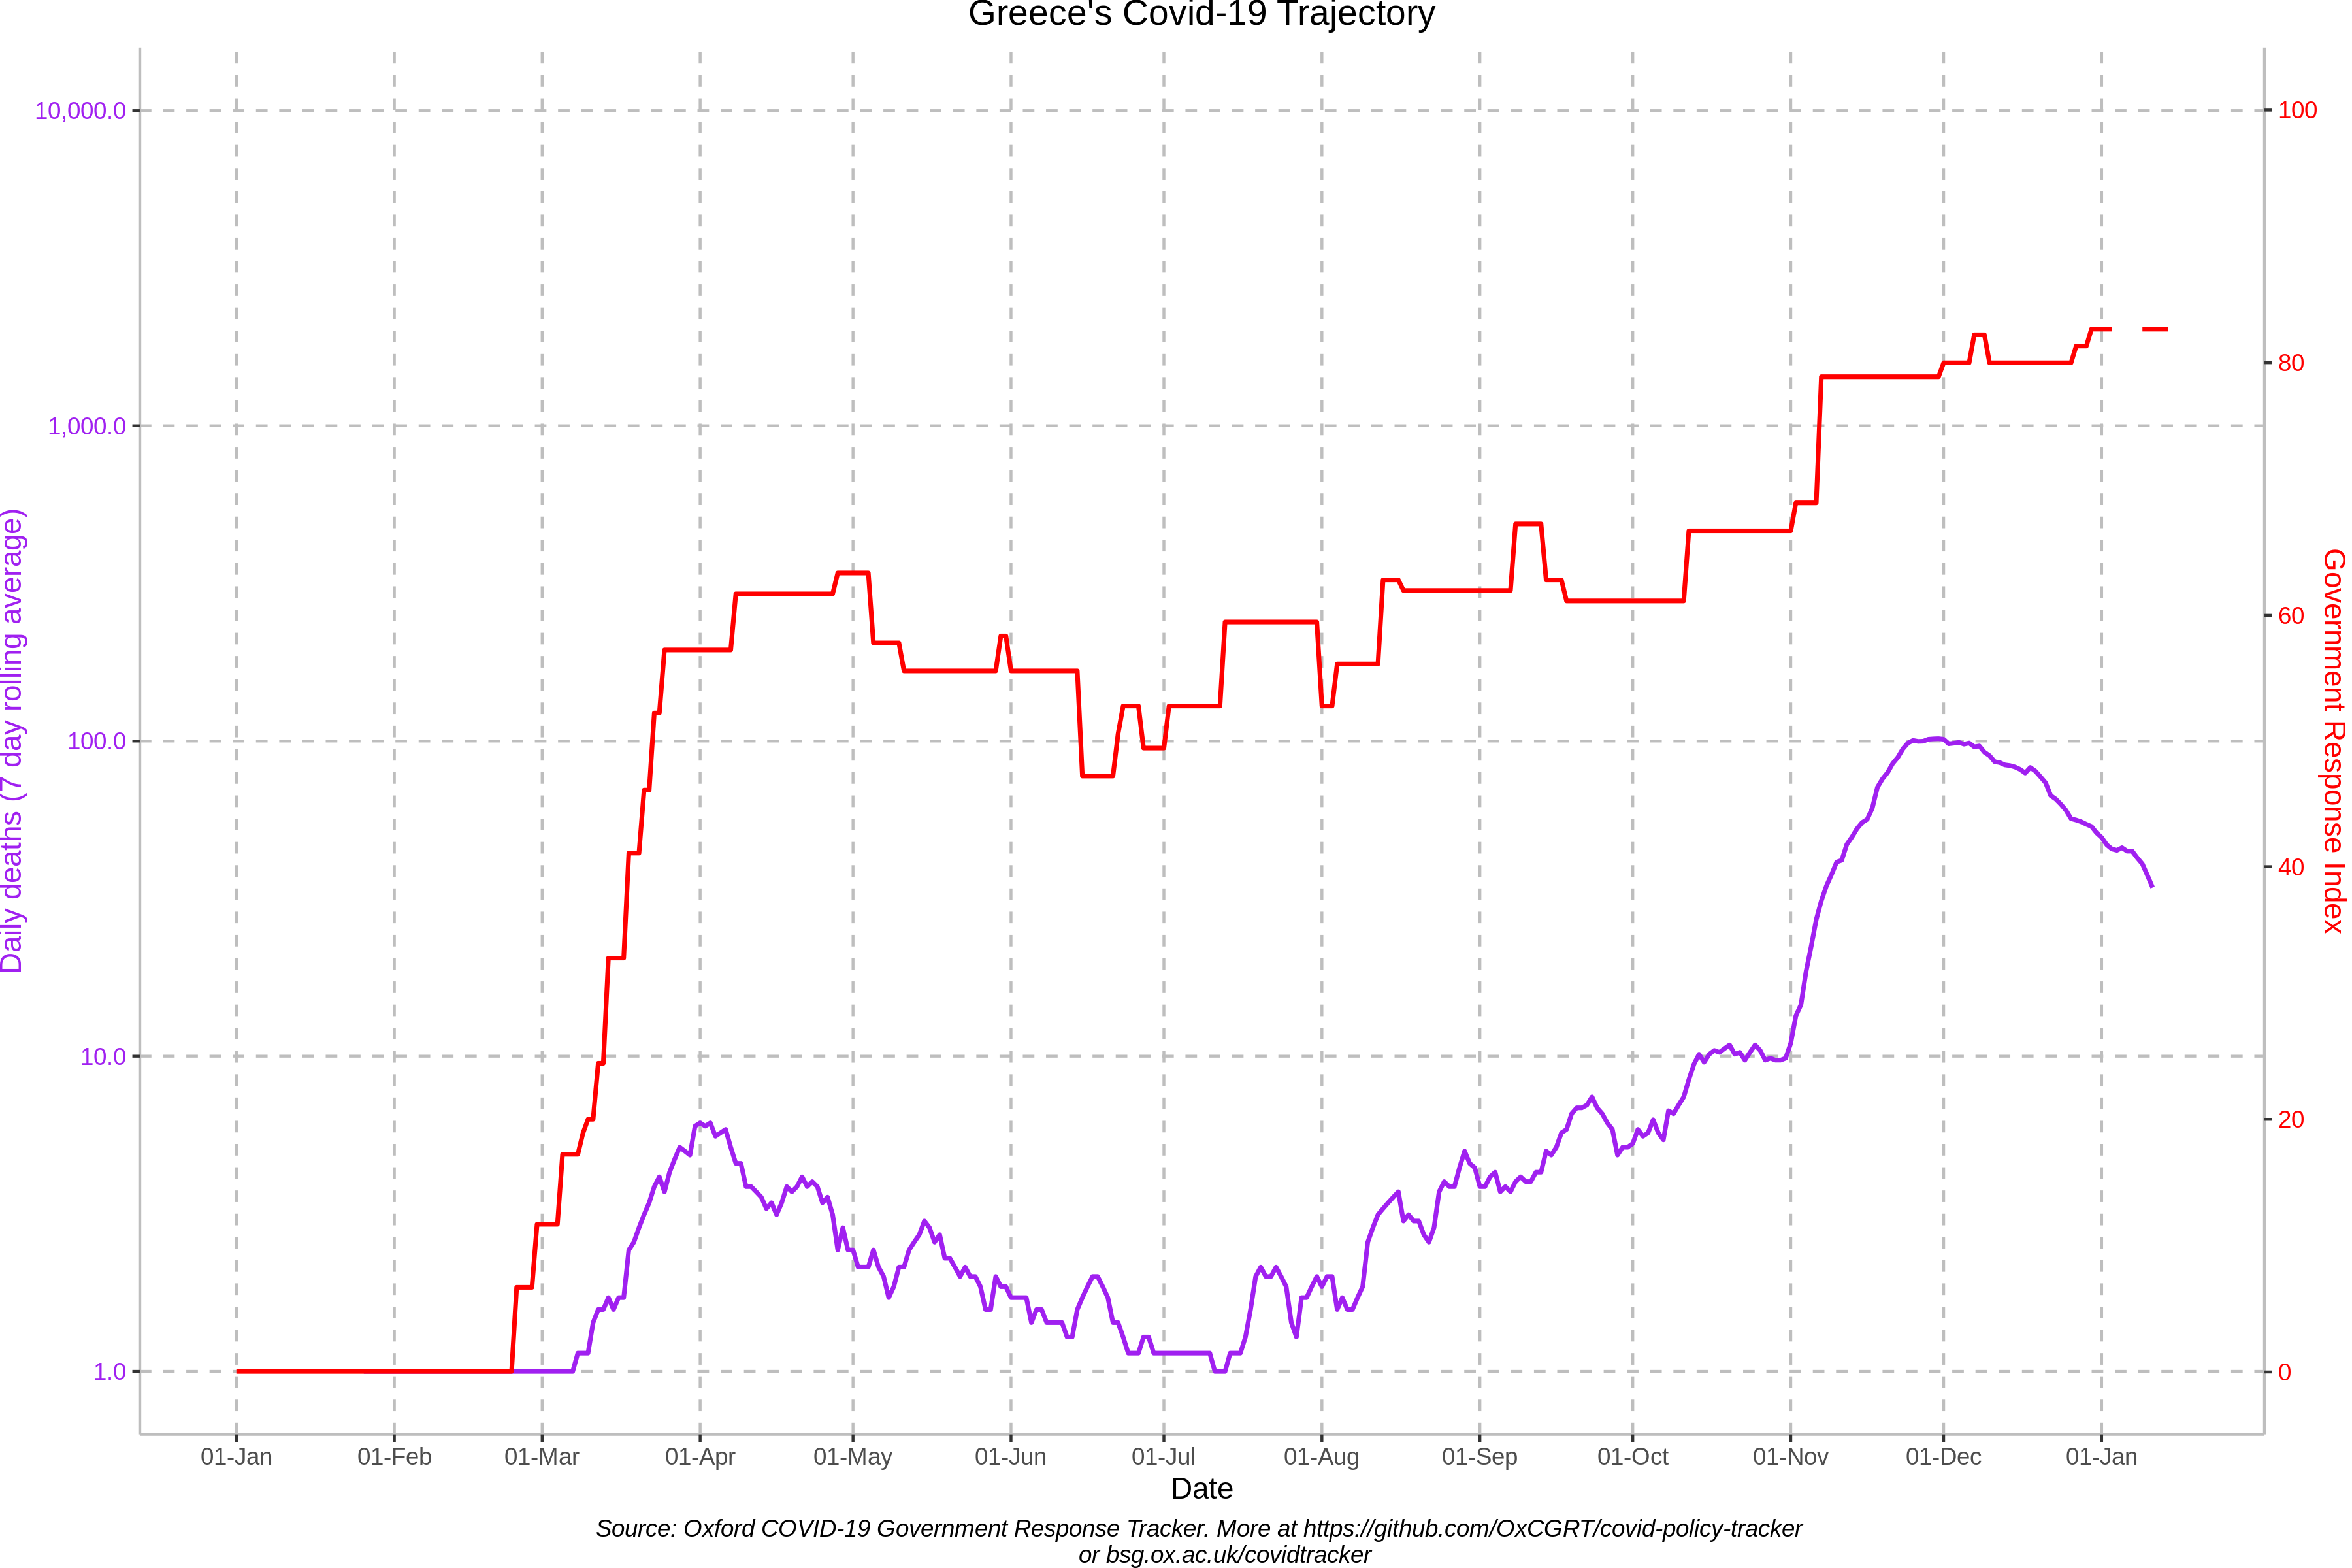 Greece's Covid-19 Trajectory
10,000.0
1,000.0
100.0
10.0
1.0
Daily deaths (7 day rolling average)
100
80
60
40
20
0
Government Response Index
01-Jan 01-Feb 01-Mar 01-Apr 01-May 01-Jun 01-Jul 01-Aug 01-Sep 01-Oct 01-Nov 01-Dec 01-Jan
Date
Source: Oxford COVID-19 Government Response Tracker. More at https://github.com/OxCGRT/covid-policy-tracker
or bsg.ox.ac.uk/covidtracker